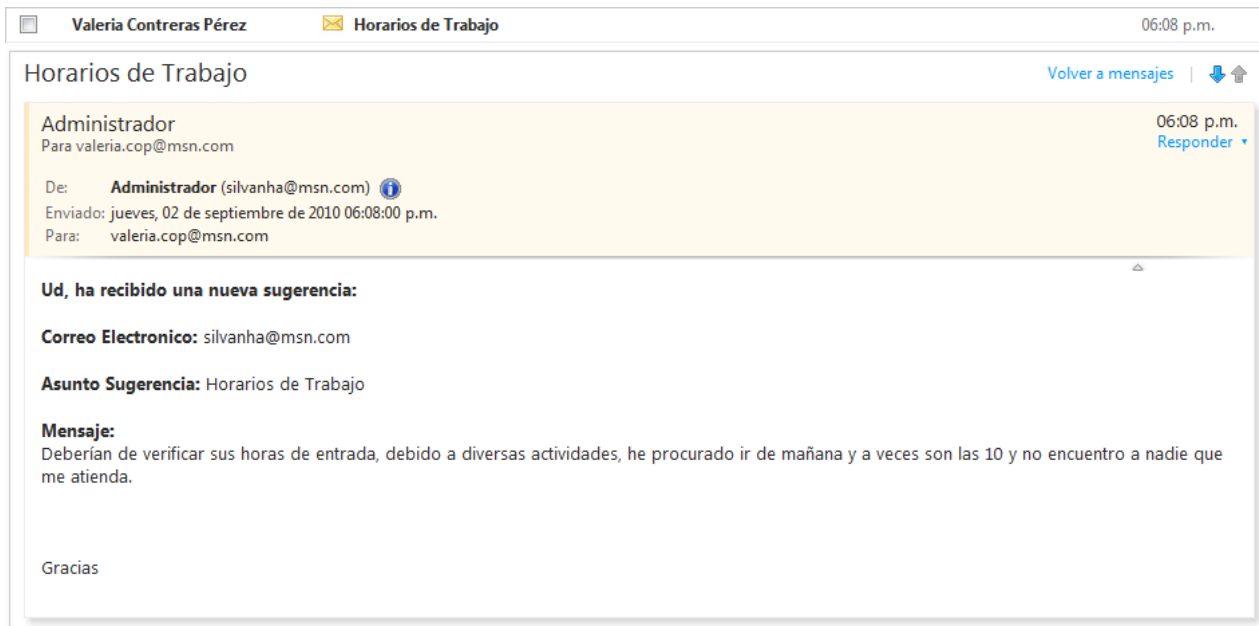 Valeria Contreras Pérez Horarios de Trabajo 06:08 p.m.
Horarios de Trabajo Volver a mensajes |
Administrador 06:08 p.m.
Para valeria.cop@msn.com Responder
De: Administrador (silvanha@msn.com)
Enviado: jueves, 02 de septiembre de 2010 06:08:00 p.m.
Para: valeria.cop@msn.com
Ud, ha recibido una nueva sugerencia:
Correo Electronico: silvanha@msn.com
Asunto Sugerencia: Horarios de Trabajo
Mensaje:
Deberían de verificar sus horas de entrada, debido a diversas actividades, he procurado ir de mañana y a veces son las 10 y no encuentro a nadie que
me atienda.
Gracias